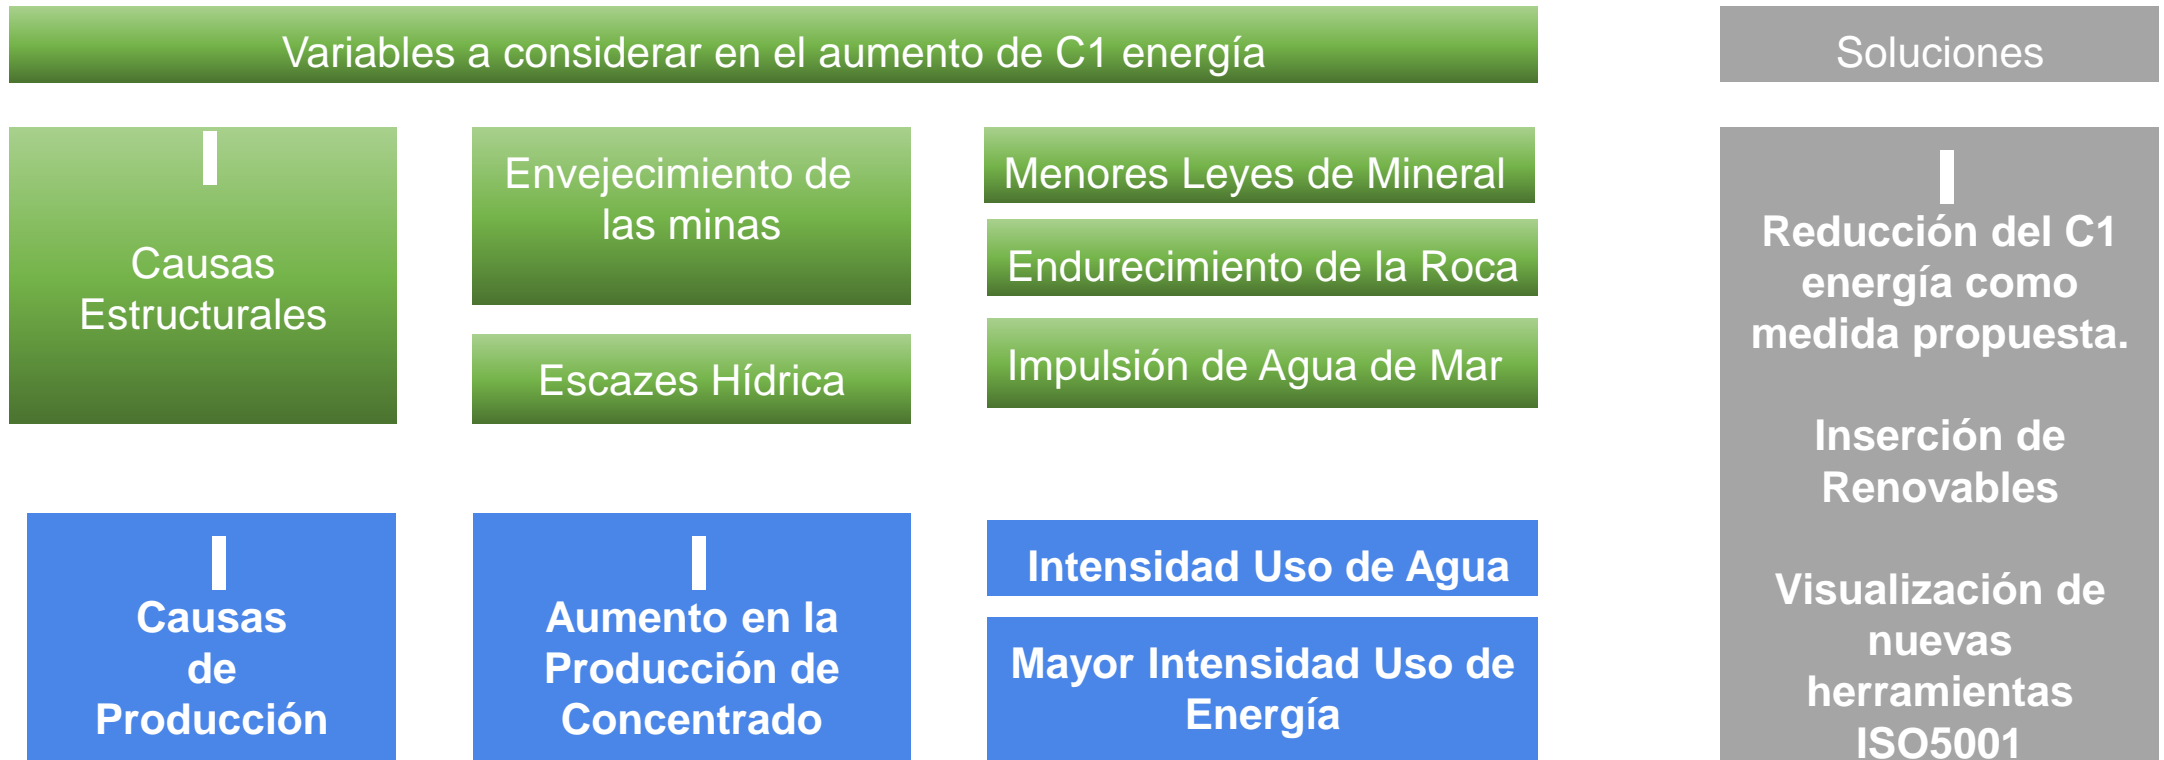 Variables a considerar en el aumento de C1 energía
Soluciones
Causas
Estructurales
Envejecimiento de
las minas
Escazes Hídrica
Menores Leyes de Mineral
Endurecimiento de la Roca
Impulsión de Agua de Mar
Causas
de
Producción
Aumento en la
Producción de
Concentrado
Intensidad Uso de Agua
Mayor Intensidad Uso de
Energía
Reducción del C1
energía como
medida propuesta.
Inserción de
Renovables
Visualización de
nuevas
herramientas
ISO5001